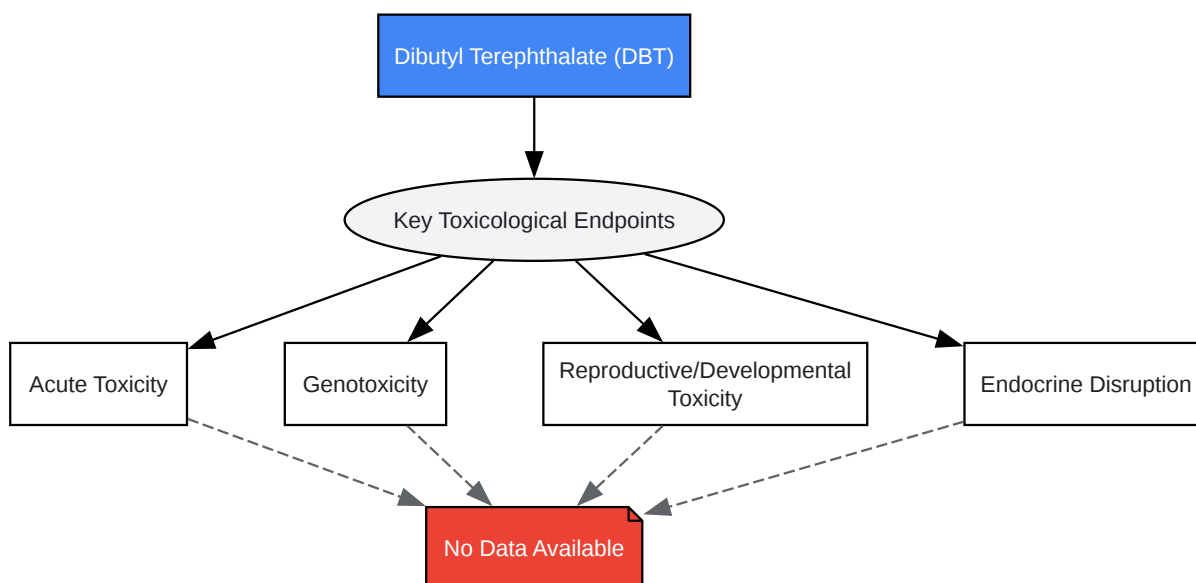 Dibutyl Terephthalate (DBT)
Key Toxicological Endpoints
Acute Toxicity
Genotoxicity
Reproductive/Developmental
Toxicity
Endocrine Disruption
No Data Available